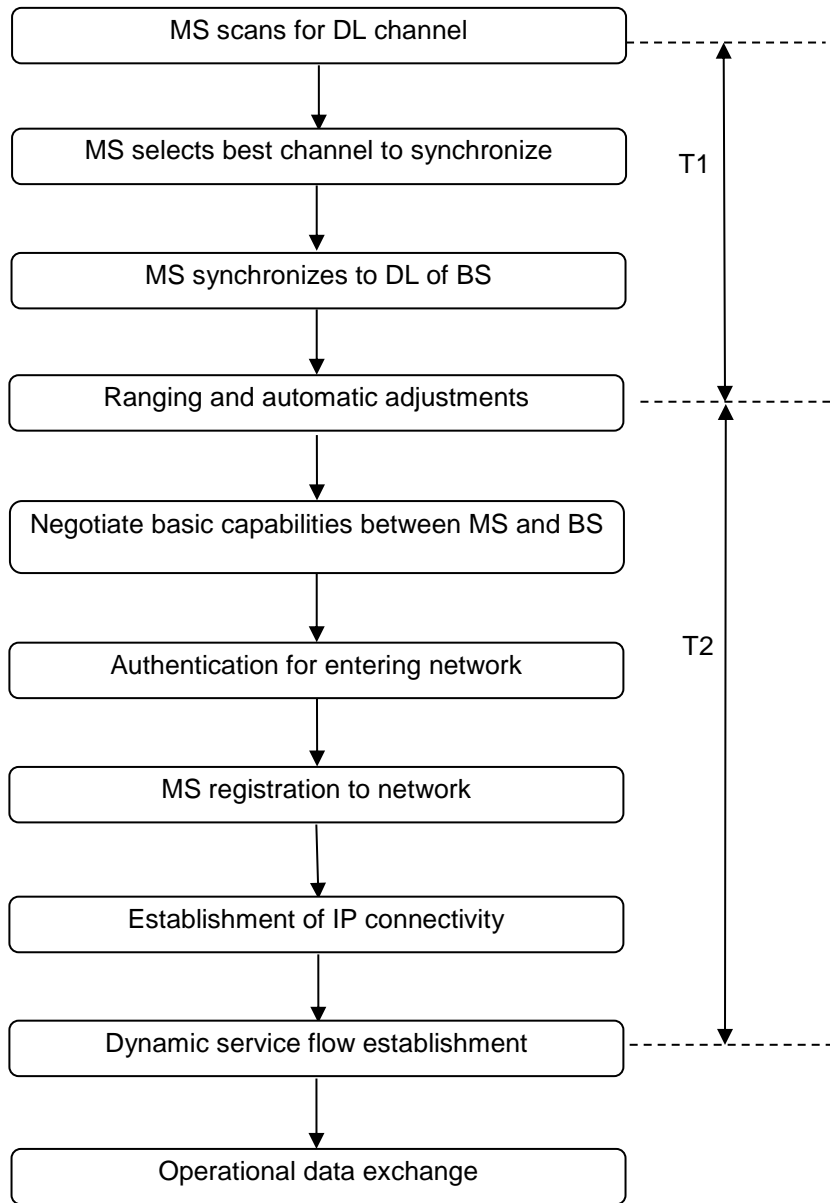 MS scans for DL channel
MS selects best channel to synchronize
T1
MS synchronizes to DL of BS
Ranging and automatic adjustments
Negotiate basic capabilities between MS and BS
Authentication for entering network
T2
MS registration to network
Establishment of IP connectivity
Dynamic service flow establishment
Operational data exchange